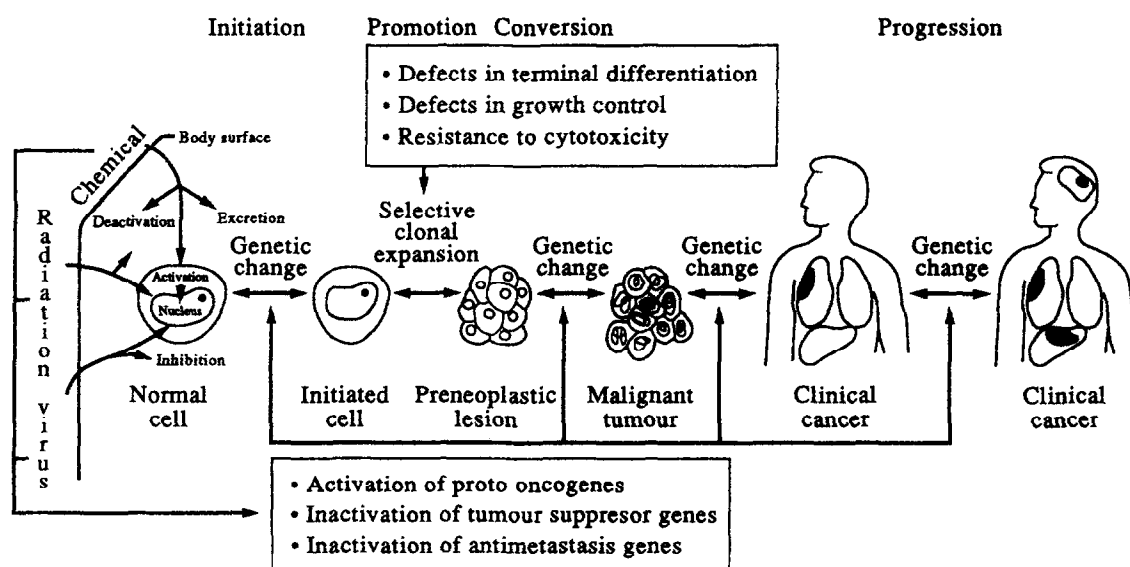 Initiation Promotion Conversion Progression
• Defects in terminal differentiation
• Defects in growth control
• Resistance to cytotoxicity
Chemical
Body surface
Radiation virus
Deactivation
Excretion
Activation
Nucleus
Inhibition
Genetic
change
Selective
clonal
expansion
Genetic
change
Genetic
change
Genetic
change
Normal
cell
Initiated
cell
Preneoplastic
lesion
Malignant
tumour
Clinical
cancer
Clinical
cancer
• Activation of proto oncogenes
• Inactivation of tumour suppresor genes
• Inactivation of antimetastasis genes